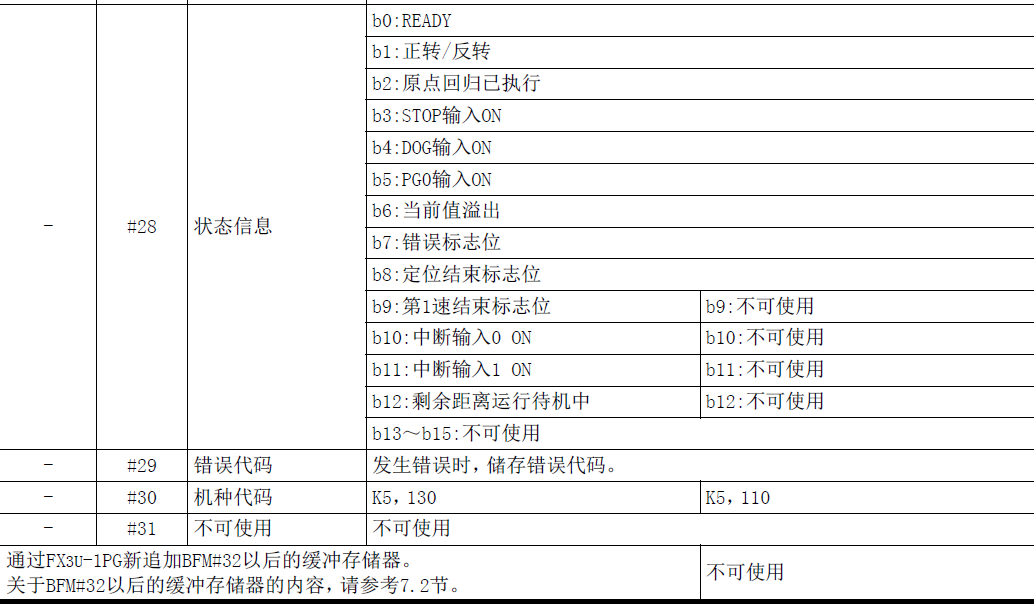 b0:READY
b1:正转/反转
b2:原点回归已执行
b3:STOP输入ON
b4:DOG输入ON
b5:PG0输入ON
b6:当前值溢出
- #28 状态信息 b7:错误标志位
b8:定位结束标志位
b9:第1速结束标志位 b9:不可使用
b10:中断输入0 ON b10:不可使用
b11:中断输入1 ON b11:不可使用
b12:剩余距离运行待机中 b12:不可使用
b13～b15:不可使用
- #29 错误代码 发生错误时,储存错误代码。
- #30 机种代码 K5,130 K5,110
- #31 不可使用 不可使用
通过FX3U-1PG新追加BFM#32以后的缓冲存储器。
关于BFM#32以后的缓冲存储器的内容,请参考7.2节。 不可使用